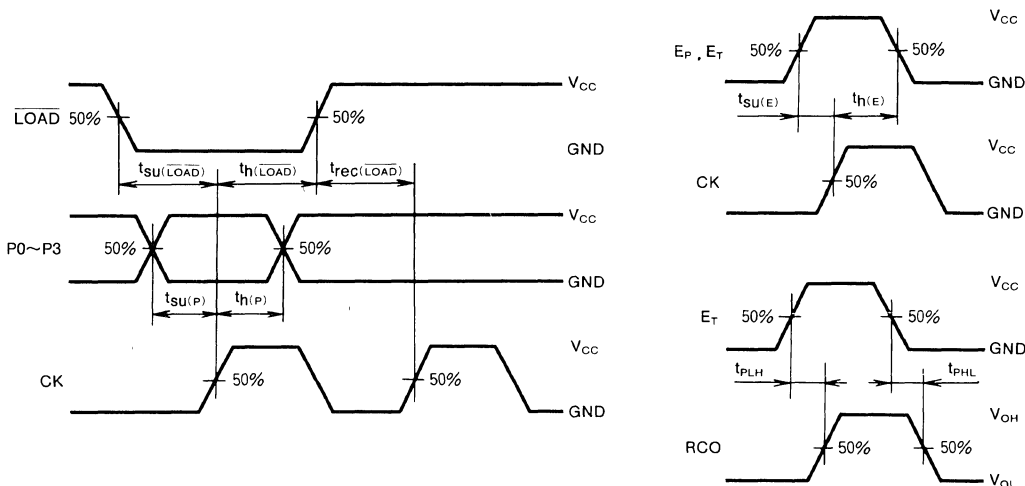 LOAD
50%
50%
VCC
GND
tsu(LOAD)
th(LOAD)
trec(LOAD)
P0～P3
50%
50%
VCC
GND
tsu(P)
th(P)
CK
50%
50%
VCC
GND
EP , ET
50%
50%
VCC
GND
tsu(E)
th(E)
CK
50%
VCC
GND
ET
50%
50%
VCC
GND
tPLH
tPHL
RCO
50%
50%
VOH
VOL